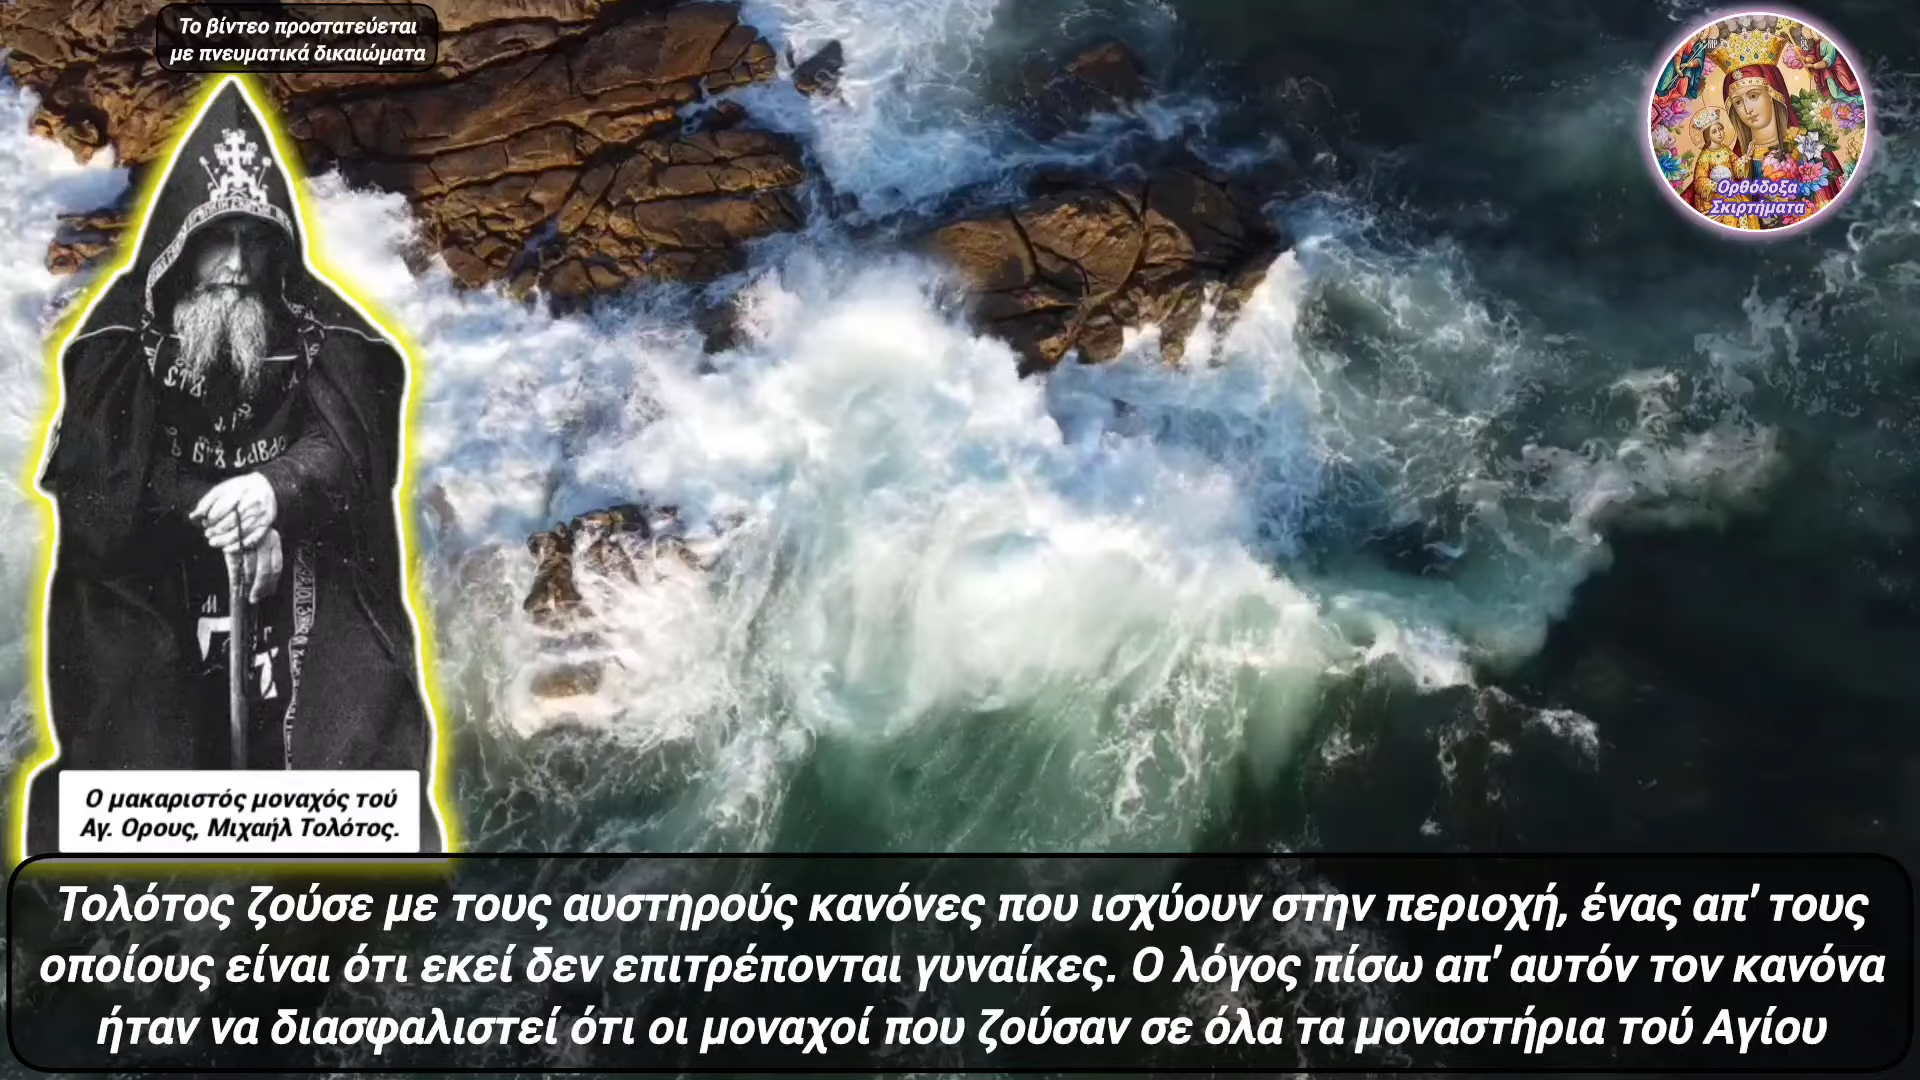 Το βίντεο προστατεύεται
με πνευματικά δικαιώματα
Ορθόδοξα
Σκιρτήματα
Ο μακαριστός μοναχός τού
Αγ. Ορους, Μιχαήλ Τολότος.
Τολότος ζούσε με τους αυστηρούς κανόνες που ισχύουν στην περιοχή, ένας απ' τους
οποίους είναι ότι εκεί δεν επιτρέπονται γυναίκες. Ο λόγος πίσω απ' αυτόν τον κανόνα
ήταν να διασφαλιστεί ότι οι μοναχοί που ζούσαν σε όλα τα μοναστήρια τού Αγίου